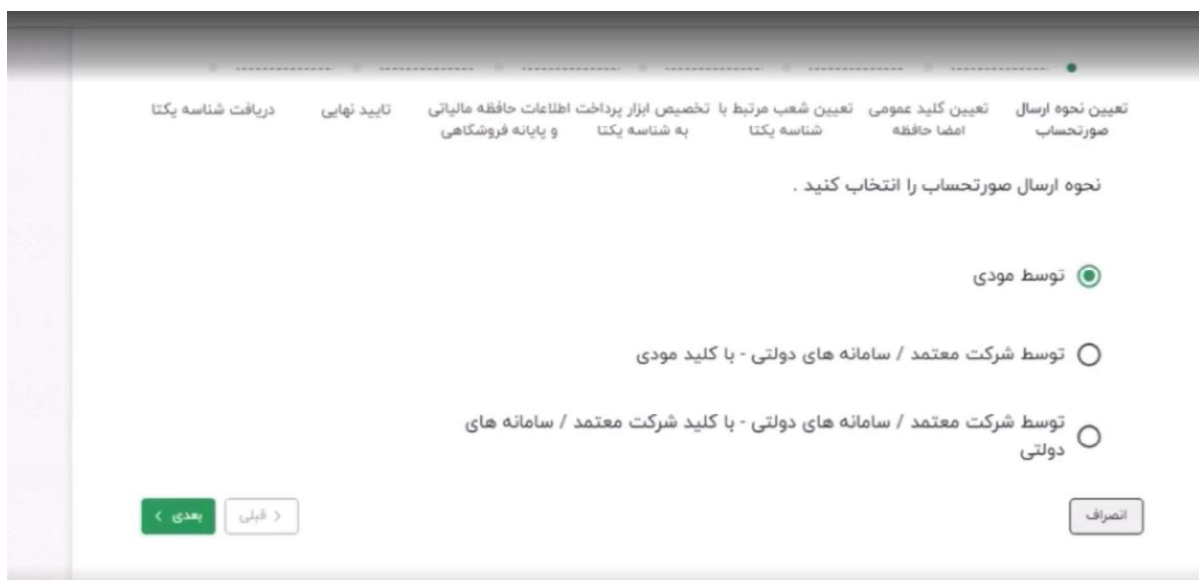 تعیین نحوه ارسال صورتحساب
تعیین کلید عمومی امضا حافظه
تعیین شعب مرتبط با شناسه یکتا
تخصیص ابزار پرداخت به شناسه یکتا
اطلاعات حافظه مالیاتی و پایانه فروشگاهی
تایید نهایی
دریافت شناسه یکتا
نحوه ارسال صورتحساب را انتخاب کنید .
توسط مودی
توسط شرکت معتمد / سامانه های دولتی - با کلید مودی
توسط شرکت معتمد / سامانه های دولتی - با کلید شرکت معتمد / سامانه های
دولتی
انصراف
< قبلی
بعدی >